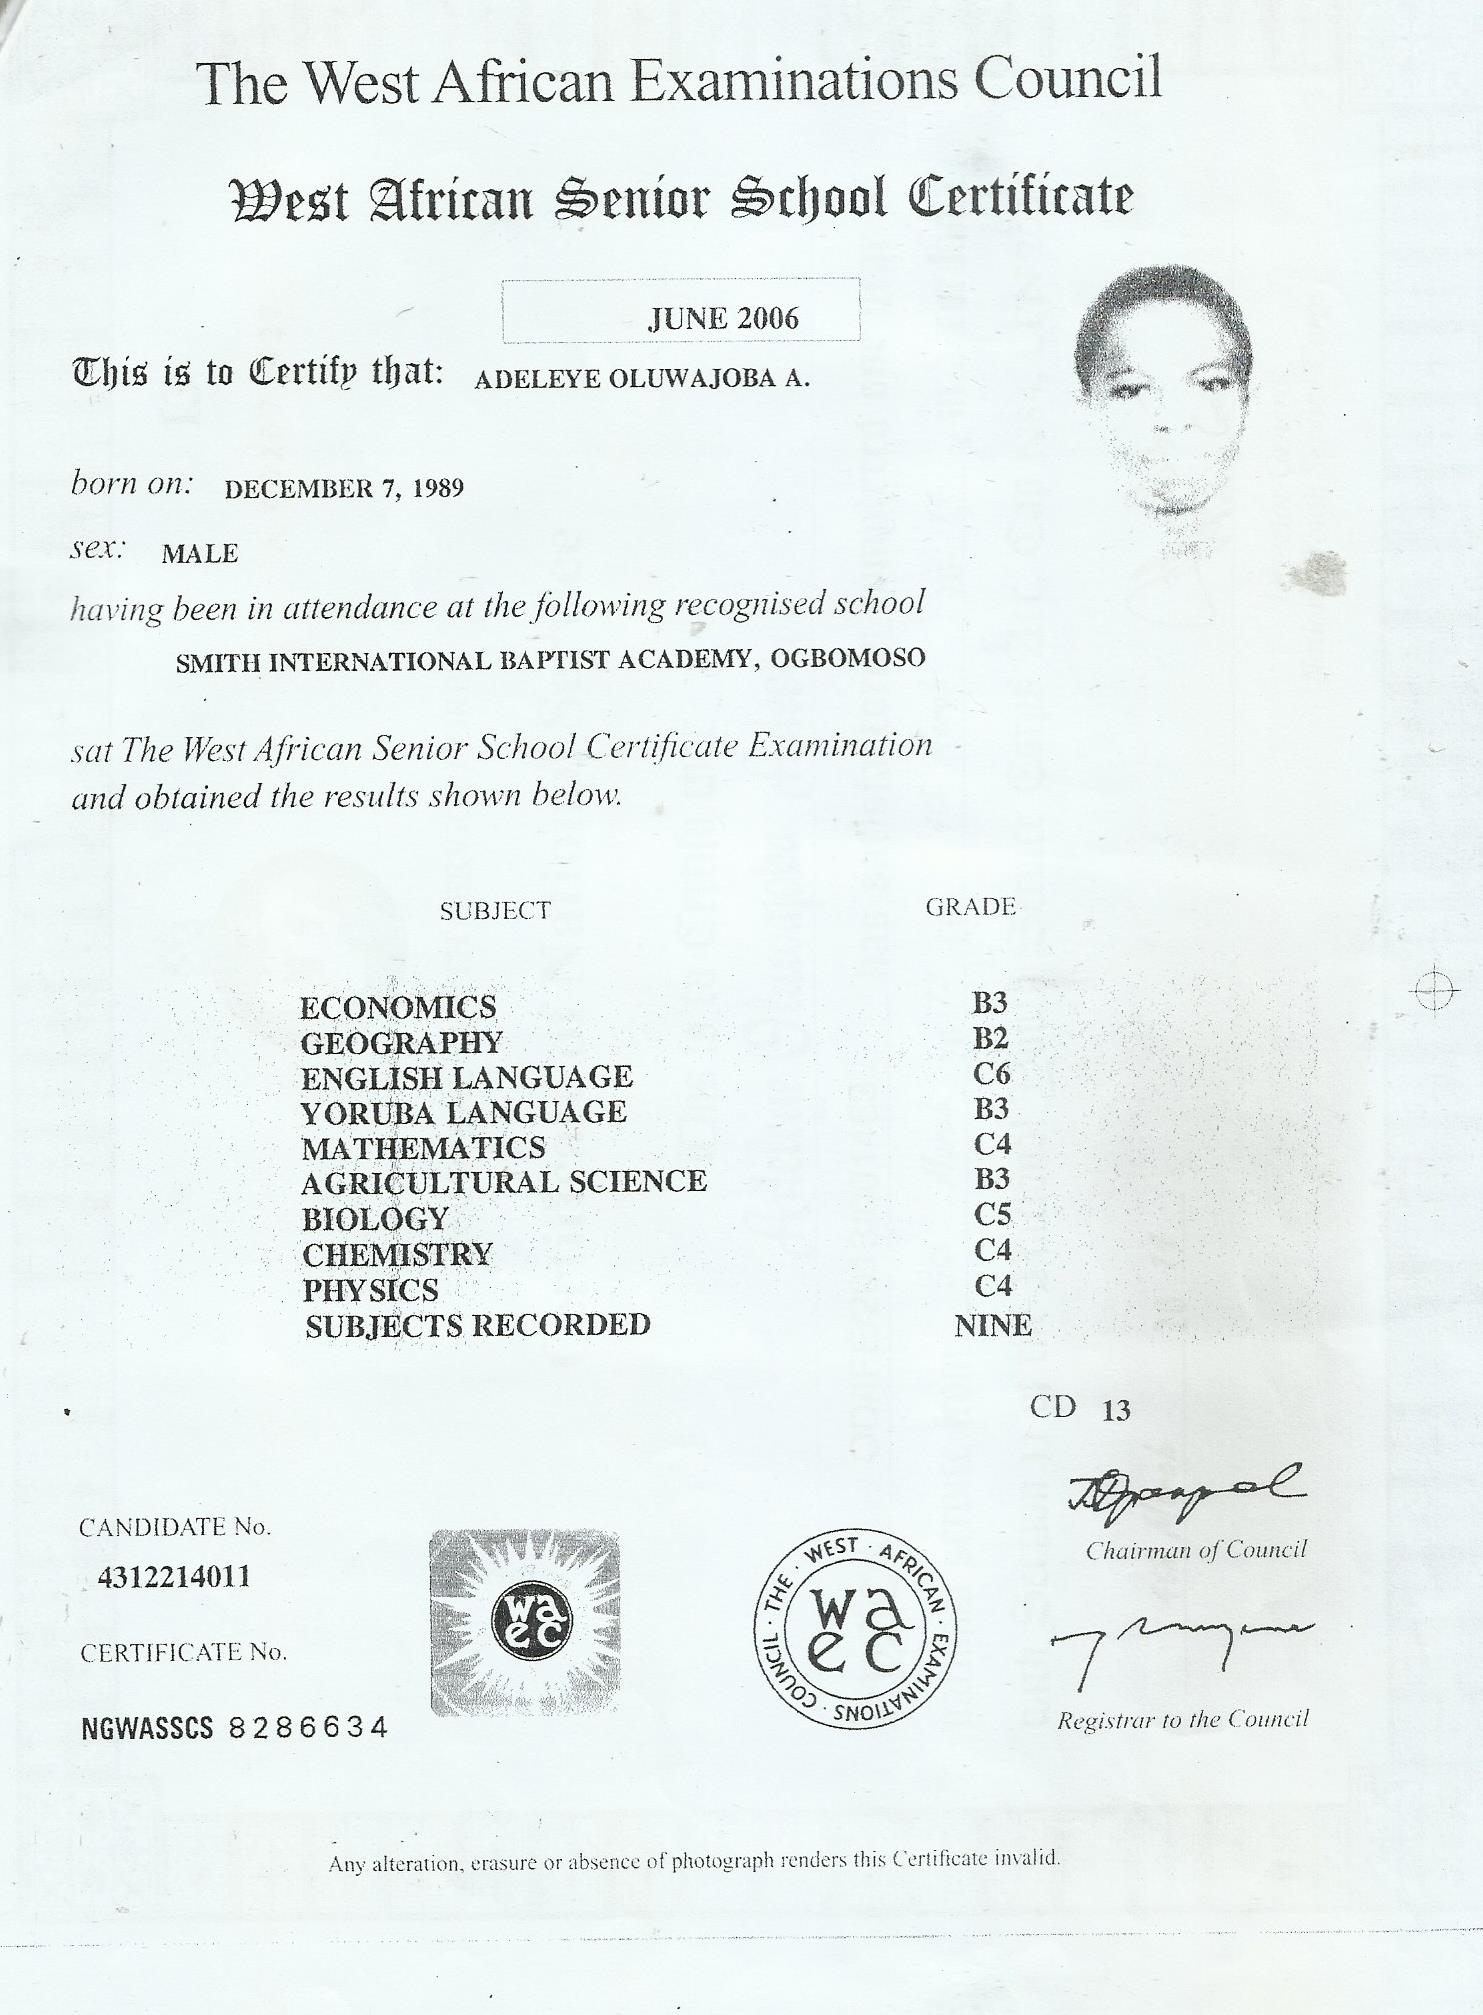 The West African Examinations Council
West African Senior School Certificate
JUNE 2006
This is to Certify that: ADELEYE OLUWAJOBA A.
born on: DECEMBER 7, 1989
sex: MALE
having been in attendance at the following recognised school
SMITH INTERNATIONAL BAPTIST ACADEMY, OGBOMOSO
sat The West African Senior School Certificate Examination
and obtained the results shown below.
SUBJECT GRADE
ECONOMICS B3
GEOGRAPHY B2
ENGLISH LANGUAGE C6
YORUBA LANGUAGE B3
MATHEMATICS C4
AGRICULTURAL SCIENCE B3
BIOLOGY C5
CHEMISTRY C4
PHYSICS C4
SUBJECTS RECORDED NINE
CD 13
Chairman of Council
CANDIDATE No.
4312214011
CERTIFICATE No.
NGWASSCS 8286634
wa
ec
THE · WEST · AFRICAN · EXAMINATIONS · COUNCIL ·
wa
ec
Registrar to the Council
Any alteration, erasure or absence of photograph renders this Certificate invalid.